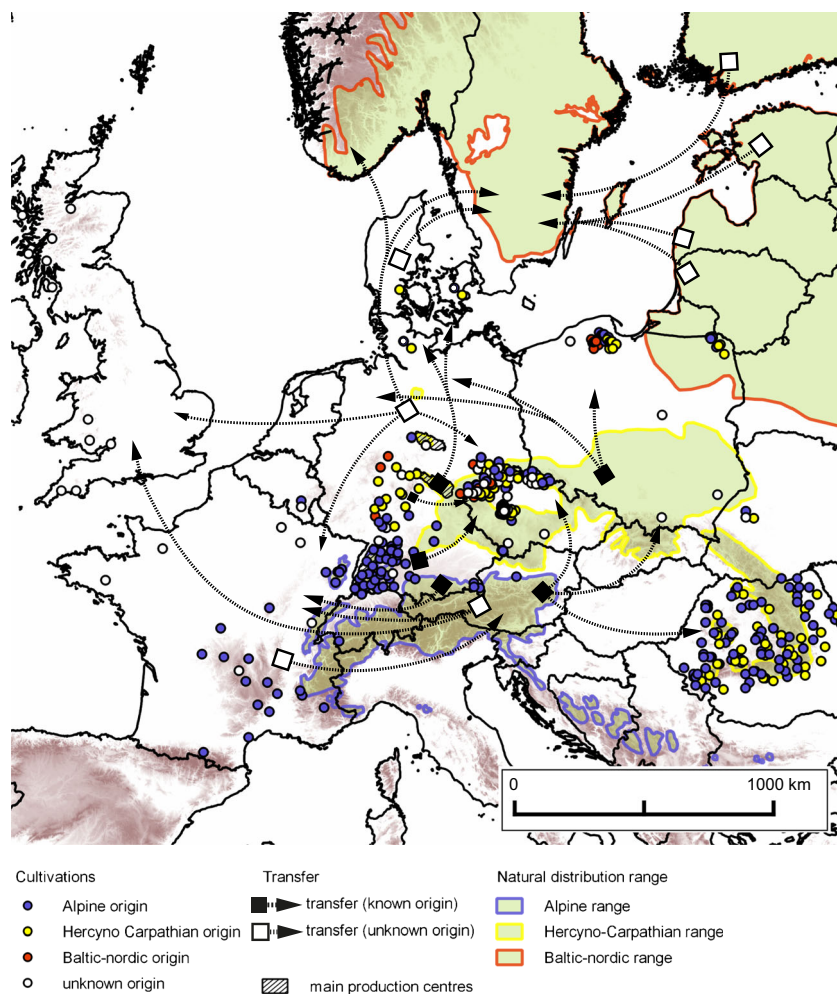 0 1000 km
Cultivations Transfer Natural distribution range
Alpine origin transfer (known origin) Alpine range
Hercyno Carpathian origin transfer (unknown origin) Hercyno-Carpathian range
Baltic-nordic origin Baltic-nordic range
unknown origin main production centres